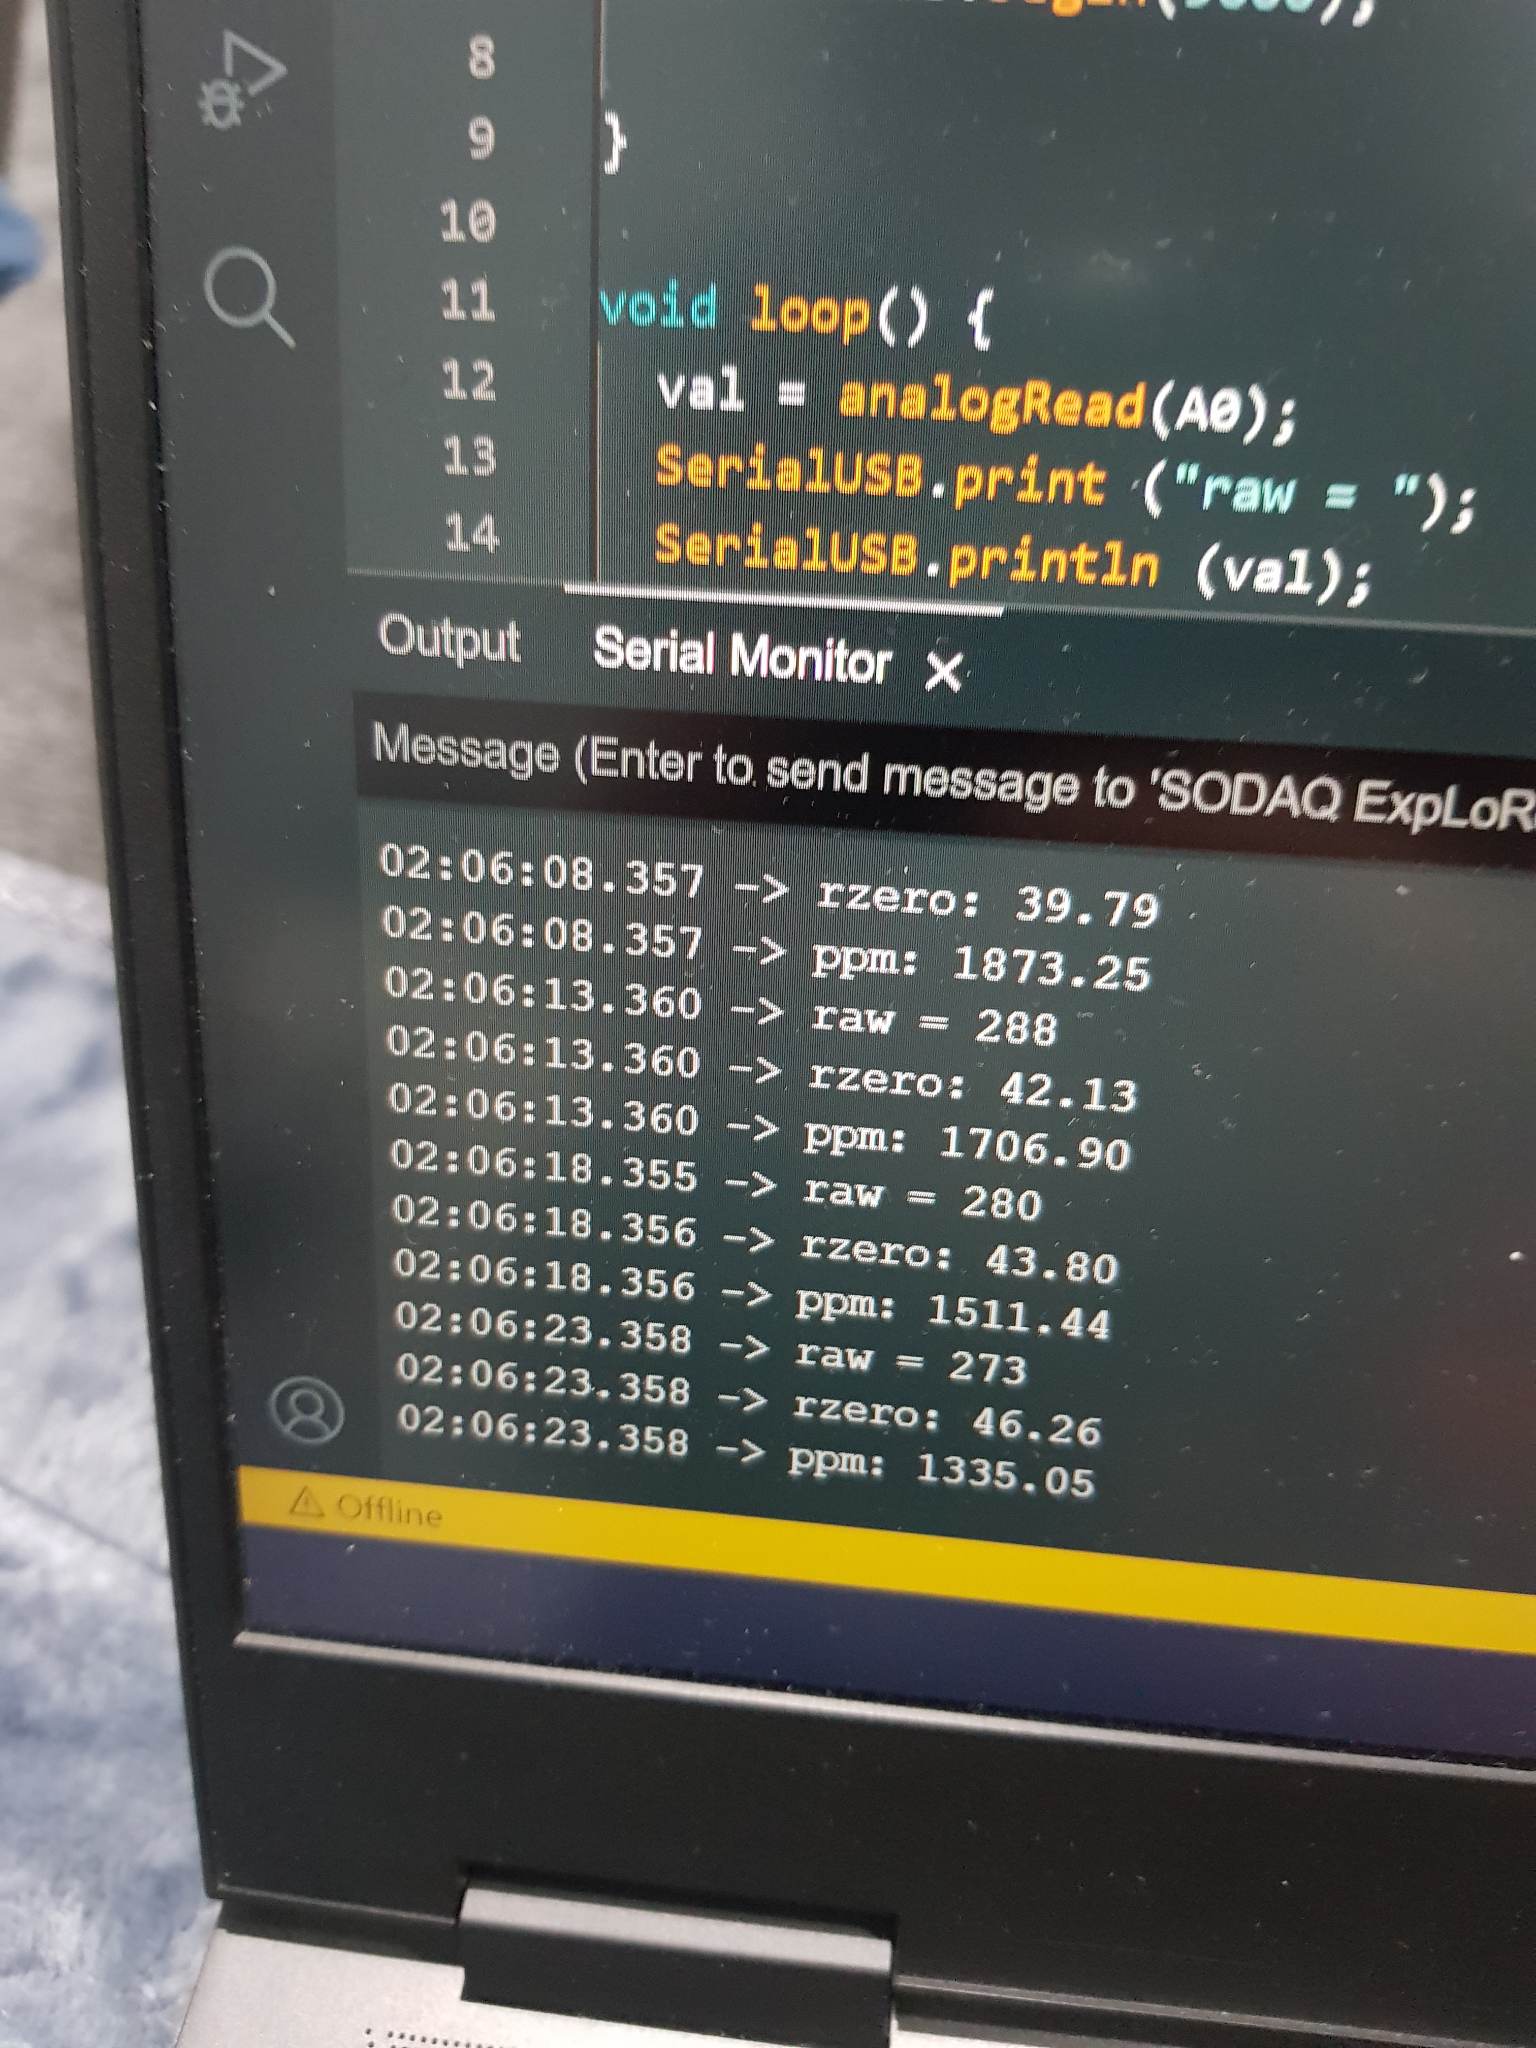 8
9 }
10
11 void loop() {
12 val = analogRead(A0);
13 SerialUSB.print ("raw = ");
14 SerialUSB.println (val);
Output Serial Monitor ×
Message (Enter to send message to 'SODAQ ExpLoR
02:06:08.357 -> rzero: 39.79
02:06:08.357 -> ppm: 1873.25
02:06:13.360 -> raw = 288
02:06:13.360 -> rzero: 42.13
02:06:13.360 -> ppm: 1706.90
02:06:18.355 -> raw = 280
02:06:18.356 -> rzero: 43.80
02:06:18.356 -> ppm: 1511.44
02:06:23.358 -> raw = 273
02:06:23.358 -> rzero: 46.26
02:06:23.358 -> ppm: 1335.05
Offline